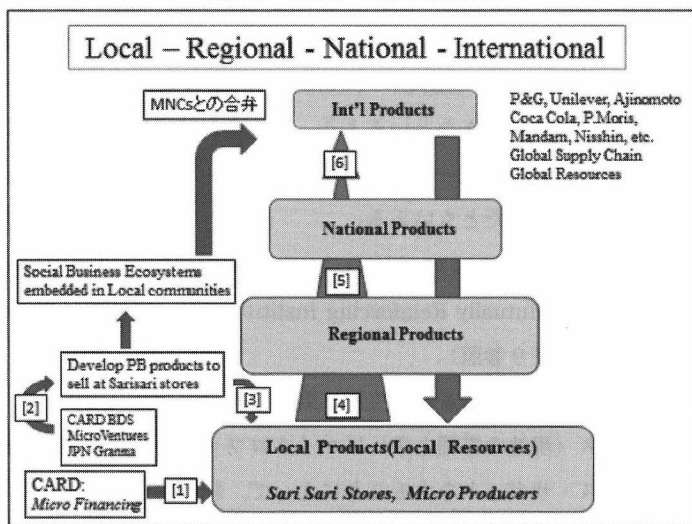 Local – Regional - National - International
MNCsとの合弁
Int'l Products
P&G, Unilever, Ajinomoto
Coca Cola, P.Moris,
Mandam, Nisshin, etc.
Global Supply Chain
Global Resources
[6]
National Products
Social Business Ecosystems
embedded in Local communities
[5]
Regional Products
Develop PB products to
sell at Sarisari stores
[2]
[3]
[4]
CARD BDS
MicroVentures
JPN Granma
Local Products(Local Resources)
CARD:
Micro Financing
[1]
Sari Sari Stores, Micro Producers